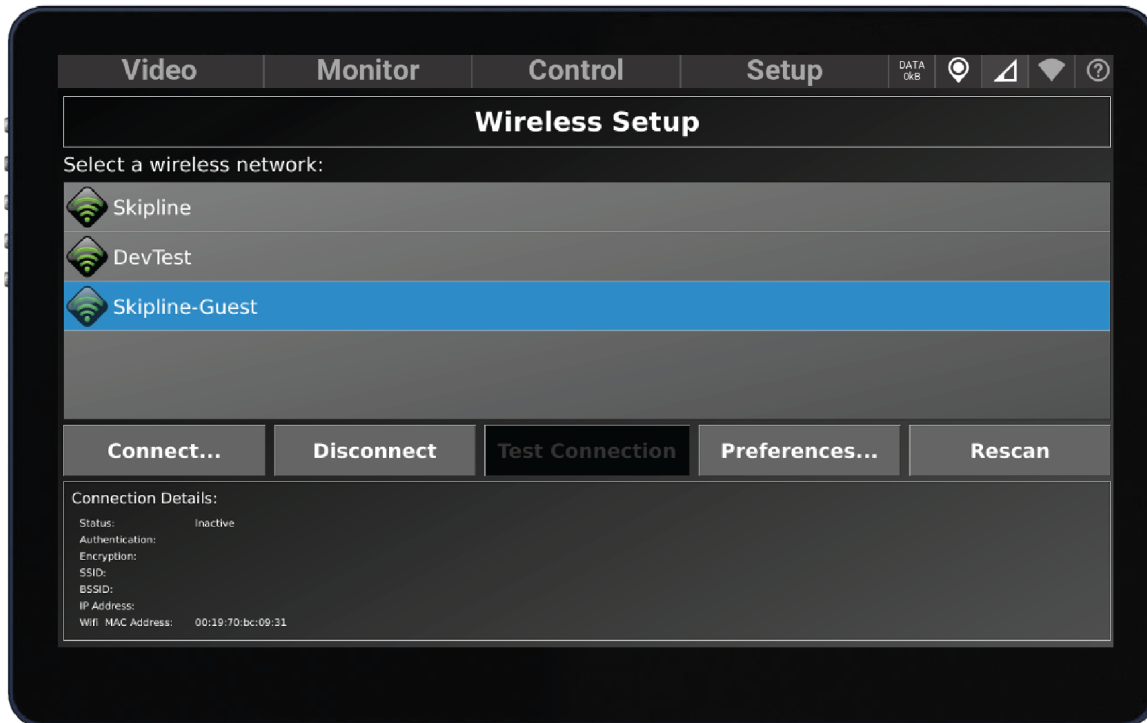 Video Monitor Control Setup DATA 0kB ?
Wireless Setup
Select a wireless network:
Skipline
DevTest
Skipline-Guest
Connect... Disconnect Test Connection Preferences... Rescan
Connection Details:
Status: Inactive
Authentication:
Encryption:
SSID:
BSSID:
IP Address:
Wifi MAC Address: 00:19:70:bc:09:31